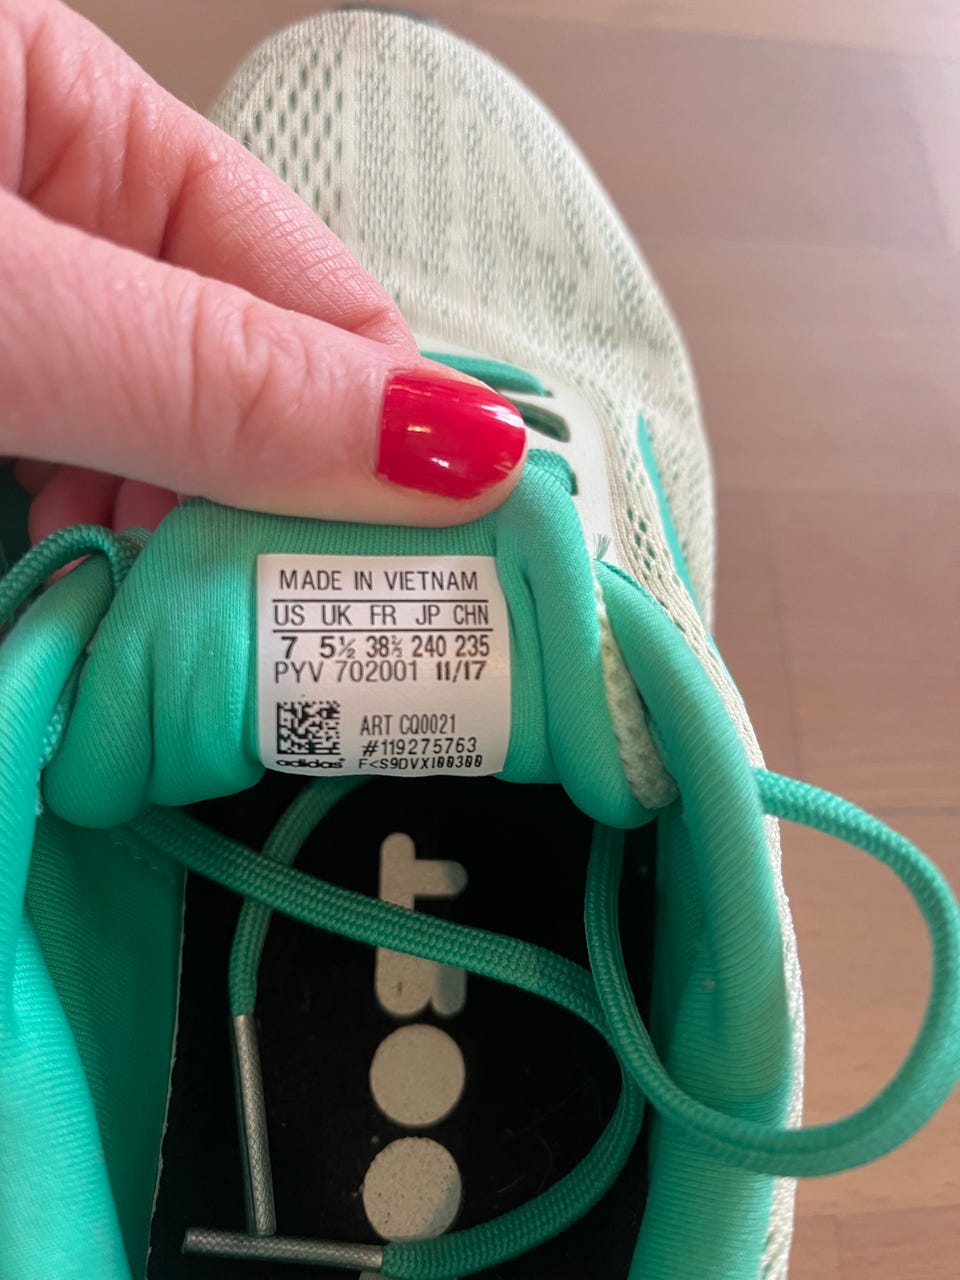 MADE IN VIETNAM
US UK FR JP CHN
7 5½ 38⅔ 240 235
PYV 702001 11/17
ART CQ0021
#119275763
adidas® F<S9DVX100300